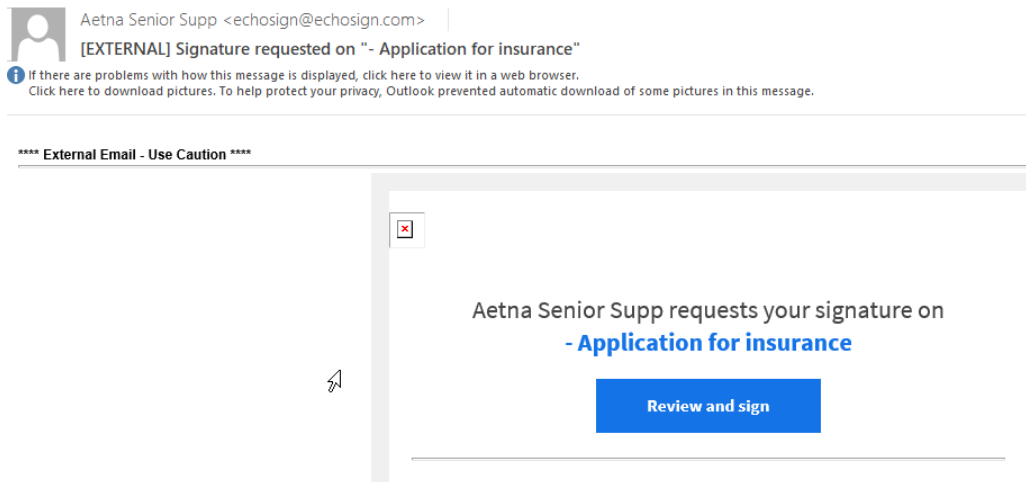 Aetna Senior Supp <echosign@echosign.com>
[EXTERNAL] Signature requested on "- Application for insurance"
If there are problems with how this message is displayed, click here to view it in a web browser.
Click here to download pictures. To help protect your privacy, Outlook prevented automatic download of some pictures in this message.
**** External Email - Use Caution ****
Aetna Senior Supp requests your signature on
- Application for insurance
Review and sign